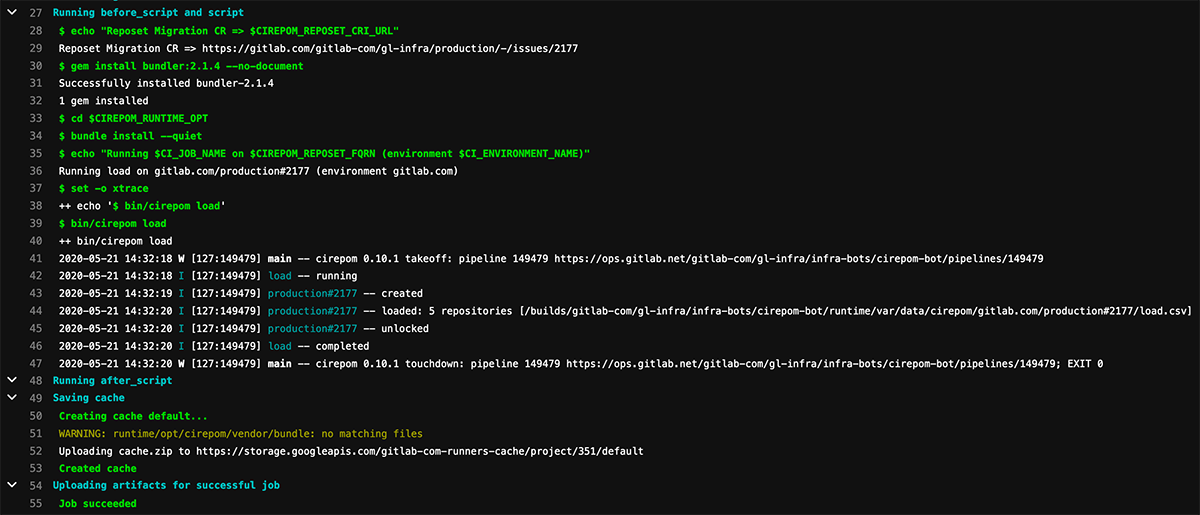 27 Running before_script and script
28 $ echo "Reposet Migration CR => $CIREPOM_REPOSET_CRI_URL"
29 Reposet Migration CR => https://gitlab.com/gitlab-com/gl-infra/production/-/issues/2177
30 $ gem install bundler:2.1.4 --no-document
31 Successfully installed bundler-2.1.4
32 1 gem installed
33 $ cd $CIREPOM_RUNTIME_OPT
34 $ bundle install --quiet
35 $ echo "Running $CI_JOB_NAME on $CIREPOM_REPOSET_FQRN (environment $CI_ENVIRONMENT_NAME)"
36 Running load on gitlab.com/production#2177 (environment gitlab.com)
37 $ set -o xtrace
38 ++ echo '$ bin/cirepom load'
39 $ bin/cirepom load
40 ++ bin/cirepom load
41 2020-05-21 14:32:18 W [127:149479] main -- cirepom 0.10.1 takeoff: pipeline 149479 https://ops.gitlab.net/gitlab-com/gl-infra/infra-bots/cirepom-bot/pipelines/149479
42 2020-05-21 14:32:18 I [127:149479] load -- running
43 2020-05-21 14:32:19 I [127:149479] production#2177 -- created
44 2020-05-21 14:32:20 I [127:149479] production#2177 -- loaded: 5 repositories [/builds/gitlab-com/gl-infra/infra-bots/cirepom-bot/runtime/var/data/cirepom/gitlab.com/production#2177/load.csv]
45 2020-05-21 14:32:20 I [127:149479] production#2177 -- unlocked
46 2020-05-21 14:32:20 I [127:149479] load -- completed
47 2020-05-21 14:32:20 W [127:149479] main -- cirepom 0.10.1 touchdown: pipeline 149479 https://ops.gitlab.net/gitlab-com/gl-infra/infra-bots/cirepom-bot/pipelines/149479; EXIT 0
48 Running after_script
49 Saving cache
50 Creating cache default...
51 WARNING: runtime/opt/cirepom/vendor/bundle: no matching files
52 Uploading cache.zip to https://storage.googleapis.com/gitlab-com-runners-cache/project/351/default
53 Created cache
54 Uploading artifacts for successful job
55 Job succeeded